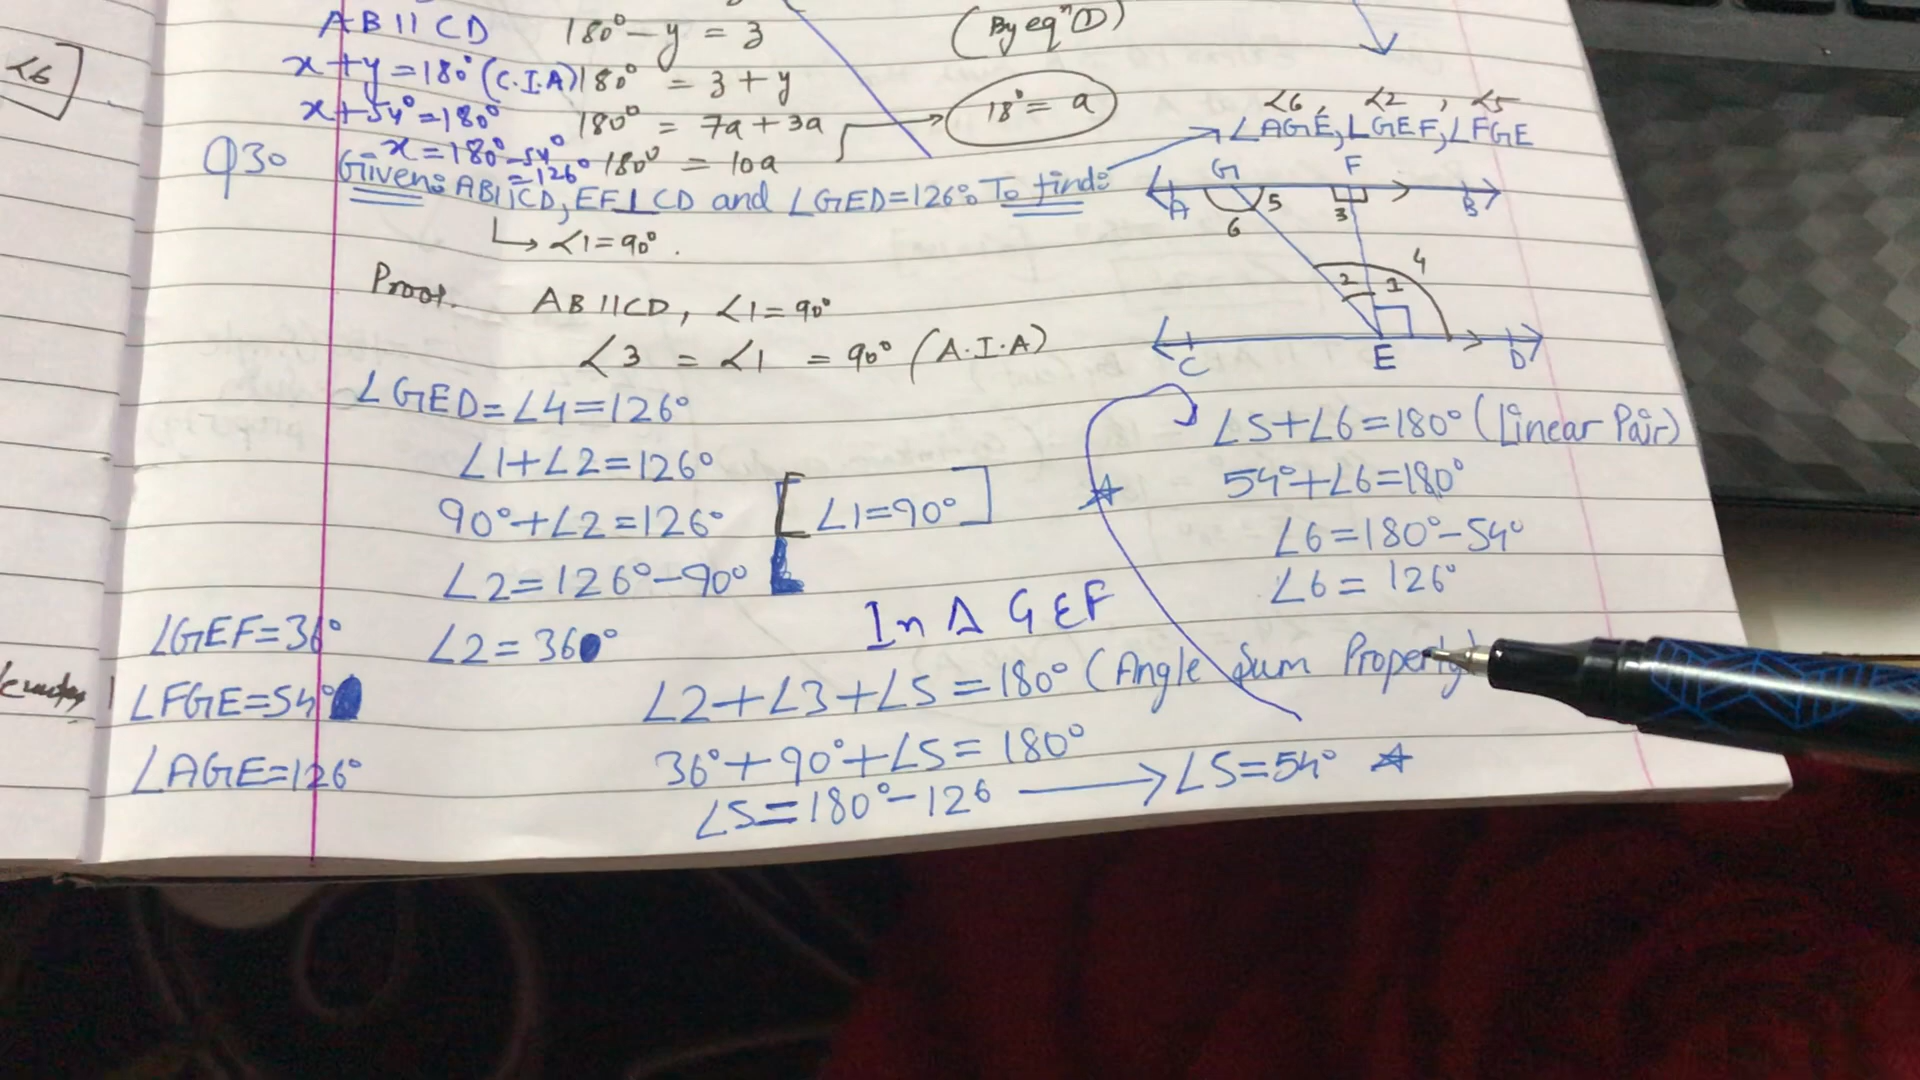 ∠6
AB || CD 180° - y = z (By eqⁿ ①)
x + y = 180° (C.I.A) 180° = z + y
x + 54° = 180° 180° = 7a + 3a → 18° = a
x = 180° - 54° 180° = 10a
= 126°
∠6, ∠2, ∠5
∠AGE, ∠GEF, ∠FGE
Q30 Given: AB || CD, EF ⊥ CD and ∠GED = 126°. To find:
↳ ∠1 = 90°.
G F
A 5 3 B
6
4
2 1
C E D
Proof. AB || CD, ∠1 = 90°
∠3 = ∠1 = 90° (A.I.A)
∠GED = ∠4 = 126°
∠1 + ∠2 = 126°
90° + ∠2 = 126° [∠1 = 90°]
∠2 = 126° - 90°
∠2 = 36°
∠GEF = 36°
∠FGE = 54°
∠AGE = 126°
In Δ GEF
∠2 + ∠3 + ∠5 = 180° (Angle Sum Property)
36° + 90° + ∠5 = 180°
∠5 = 180° - 126 → ∠5 = 54° ☆
☆ ∠5 + ∠6 = 180° (Linear Pair)
54° + ∠6 = 180°
∠6 = 180° - 54°
∠6 = 126°